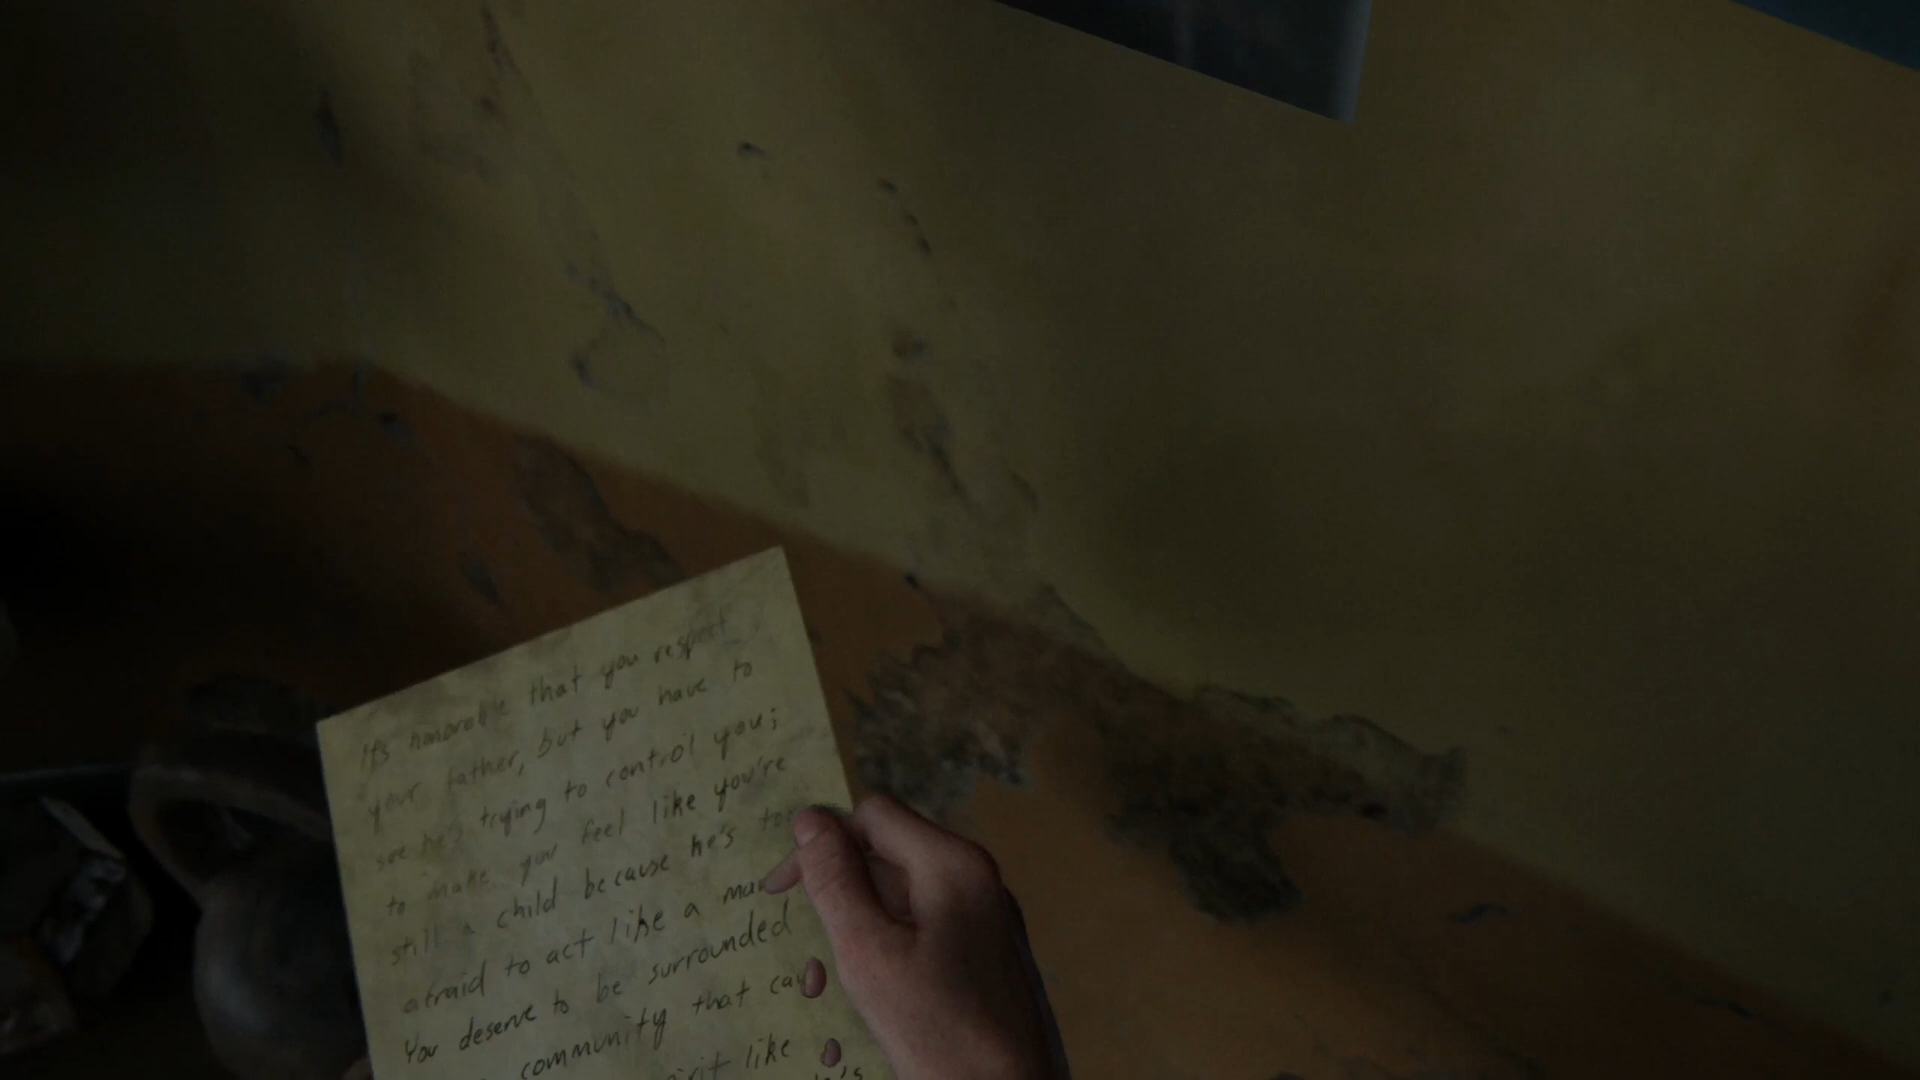 It's honorable that you respect
your father, but you have to
see he's trying to control you;
to make you feel like you're
still a child because he's too
afraid to act like a man
You deserve to be surrounded
community that can
like